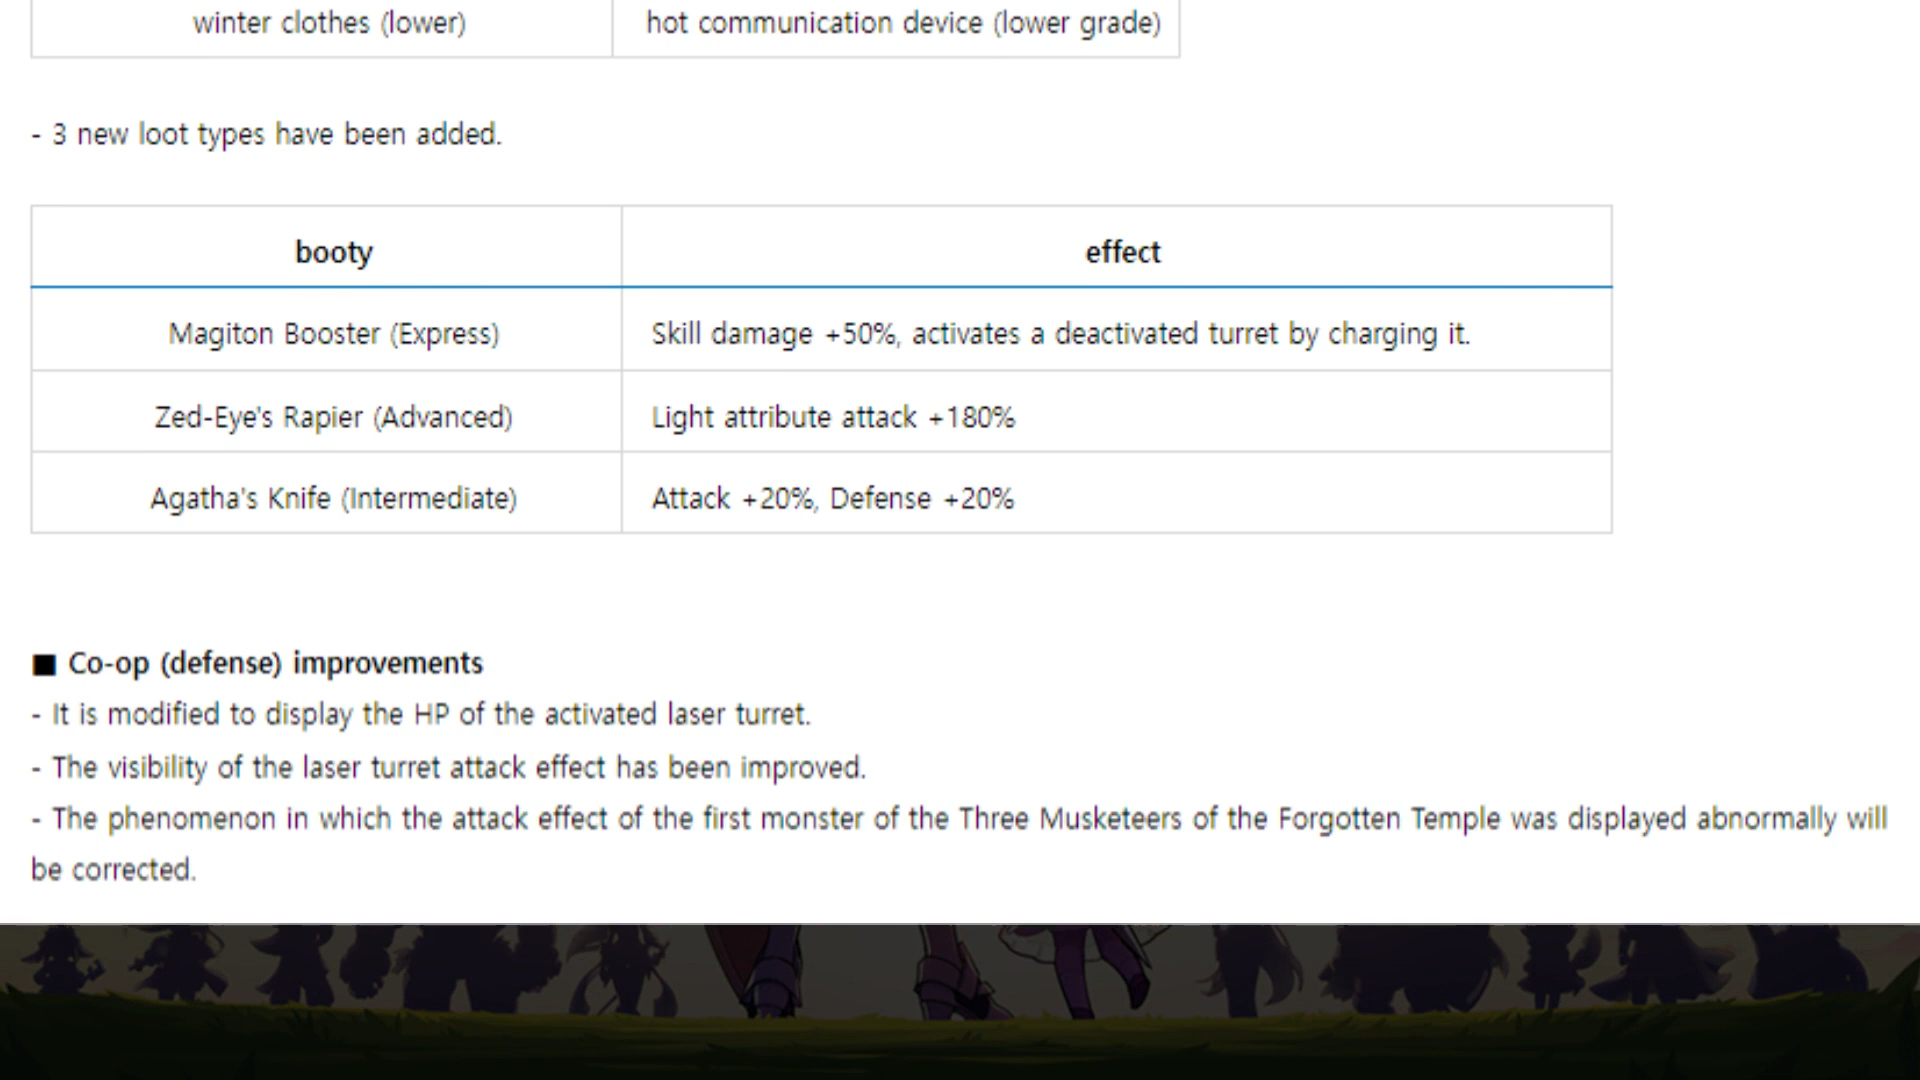 winter clothes (lower) hot communication device (lower grade)
- 3 new loot types have been added.
booty effect
Magiton Booster (Express) Skill damage +50%, activates a deactivated turret by charging it.
Zed-Eye's Rapier (Advanced) Light attribute attack +180%
Agatha's Knife (Intermediate) Attack +20%, Defense +20%
■ Co-op (defense) improvements
- It is modified to display the HP of the activated laser turret.
- The visibility of the laser turret attack effect has been improved.
- The phenomenon in which the attack effect of the first monster of the Three Musketeers of the Forgotten Temple was displayed abnormally will
be corrected.